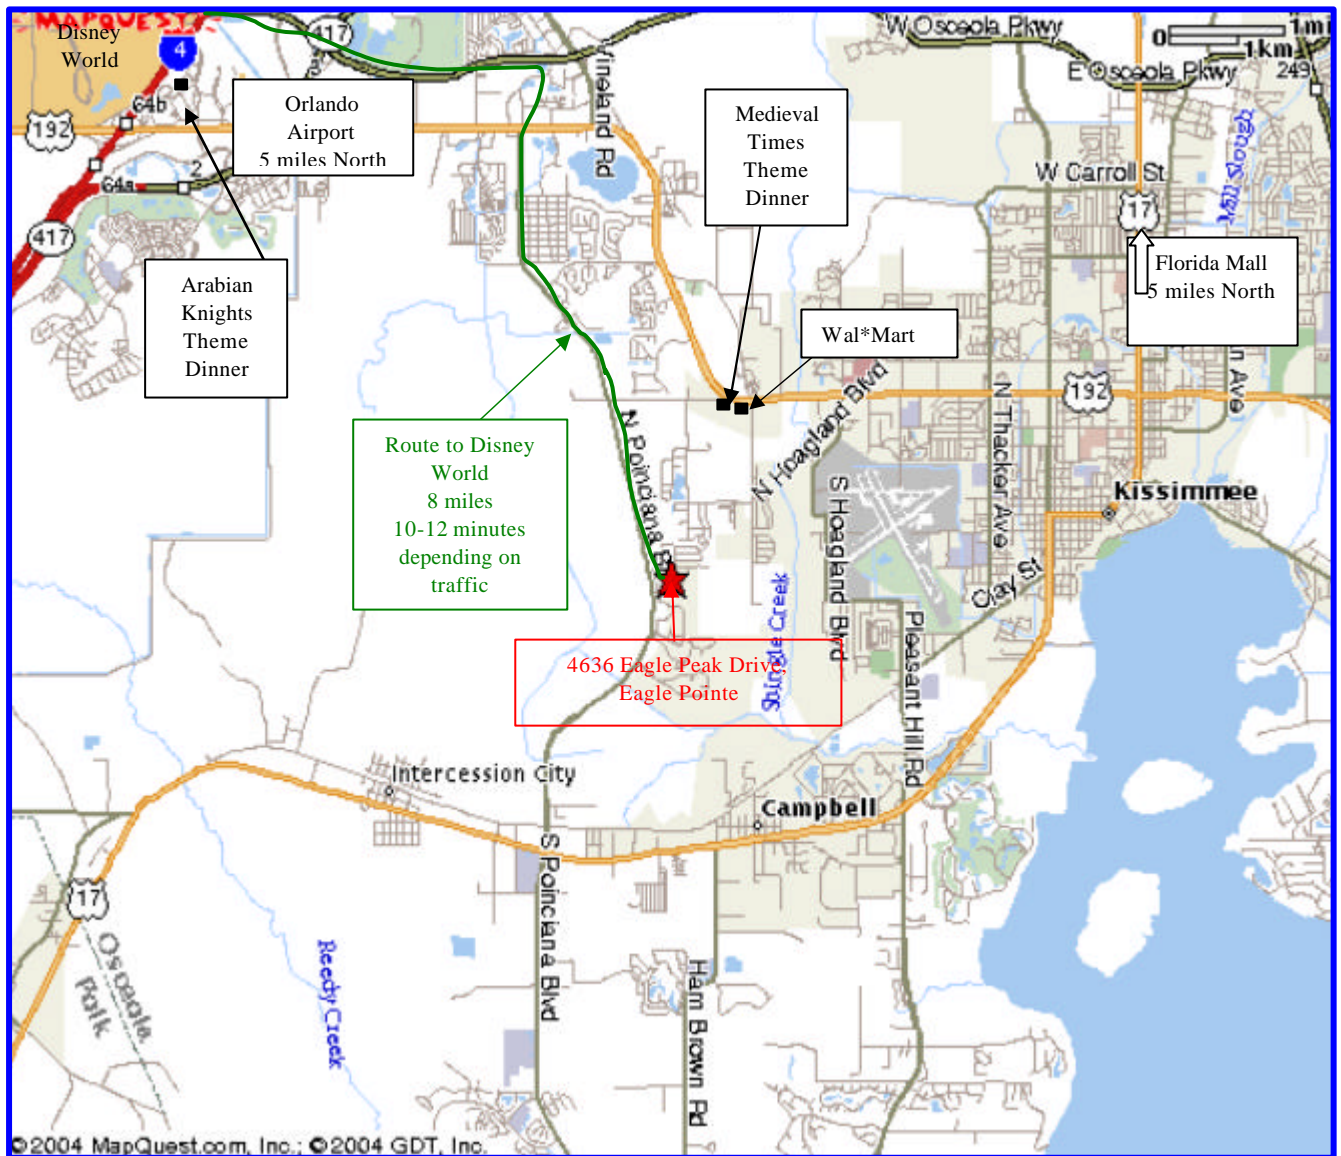 MAPQUEST
Disney
World
4
417
3
Vineland Rd
W Osceola Pkwy
0 1mi
1km
E Osceola Pkwy
249
64b
192
Orlando
Airport
5 miles North
Medieval
Times
Theme
Dinner
Mill Slough
W Carroll St
64a
2
17
417
Florida Mall
5 miles North
Arabian
Knights
Theme
Dinner
Wal*Mart
192
n Ave
N Hoagland Blvd
N Thacker Ave
Route to Disney
World
8 miles
10-12 minutes
depending on
traffic
N Poinciana B
S Hoagland Blvd
Kissimmee
Clay St
Shingle Creek
Pleasant Hill Rd
4636 Eagle Peak Drive,
Eagle Pointe
Intercession City
Campbell
S Poinciana Blvd
17
Osceola
Polk
Reedy Creek
Ham Brown Rd
©2004 MapQuest.com, Inc.; ©2004 GDT, Inc.